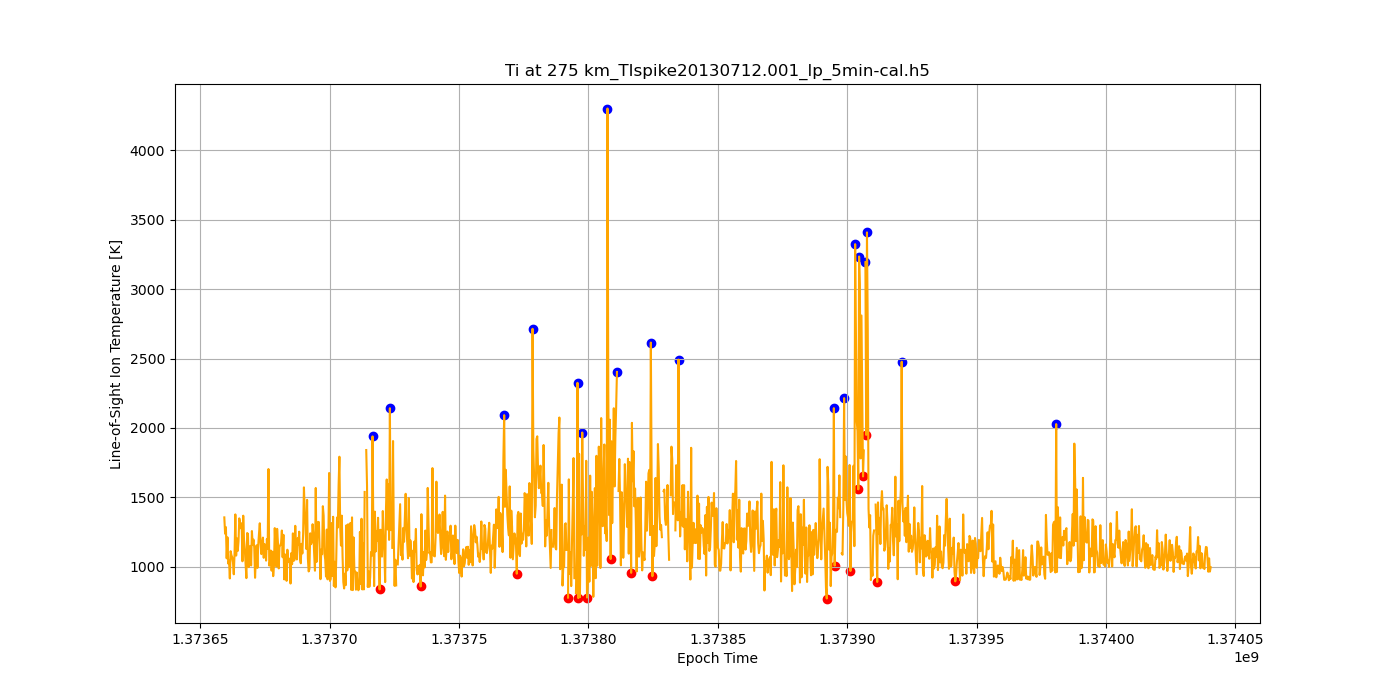 Ti at 275 km_TIspike20130712.001_lp_5min-cal.h5
Line-of-Sight Ion Temperature [K]
4000
3500
3000
2500
2000
1500
1000
1.37365 1.37370 1.37375 1.37380 1.37385 1.37390 1.37395 1.37400 1.37405
1e9
Epoch Time